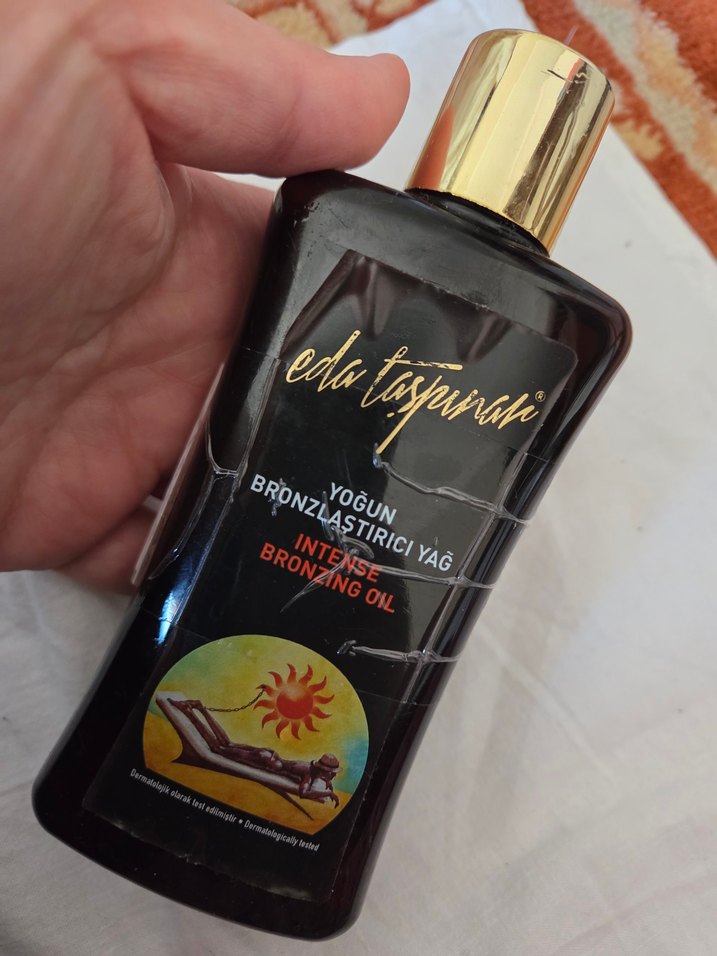 eda taşpınar®
YOĞUN
BRONZLAŞTIRICI YAĞ
INTENSE
BRONZING OIL
Dermatolojik olarak test edilmiştir • Dermatologically tested